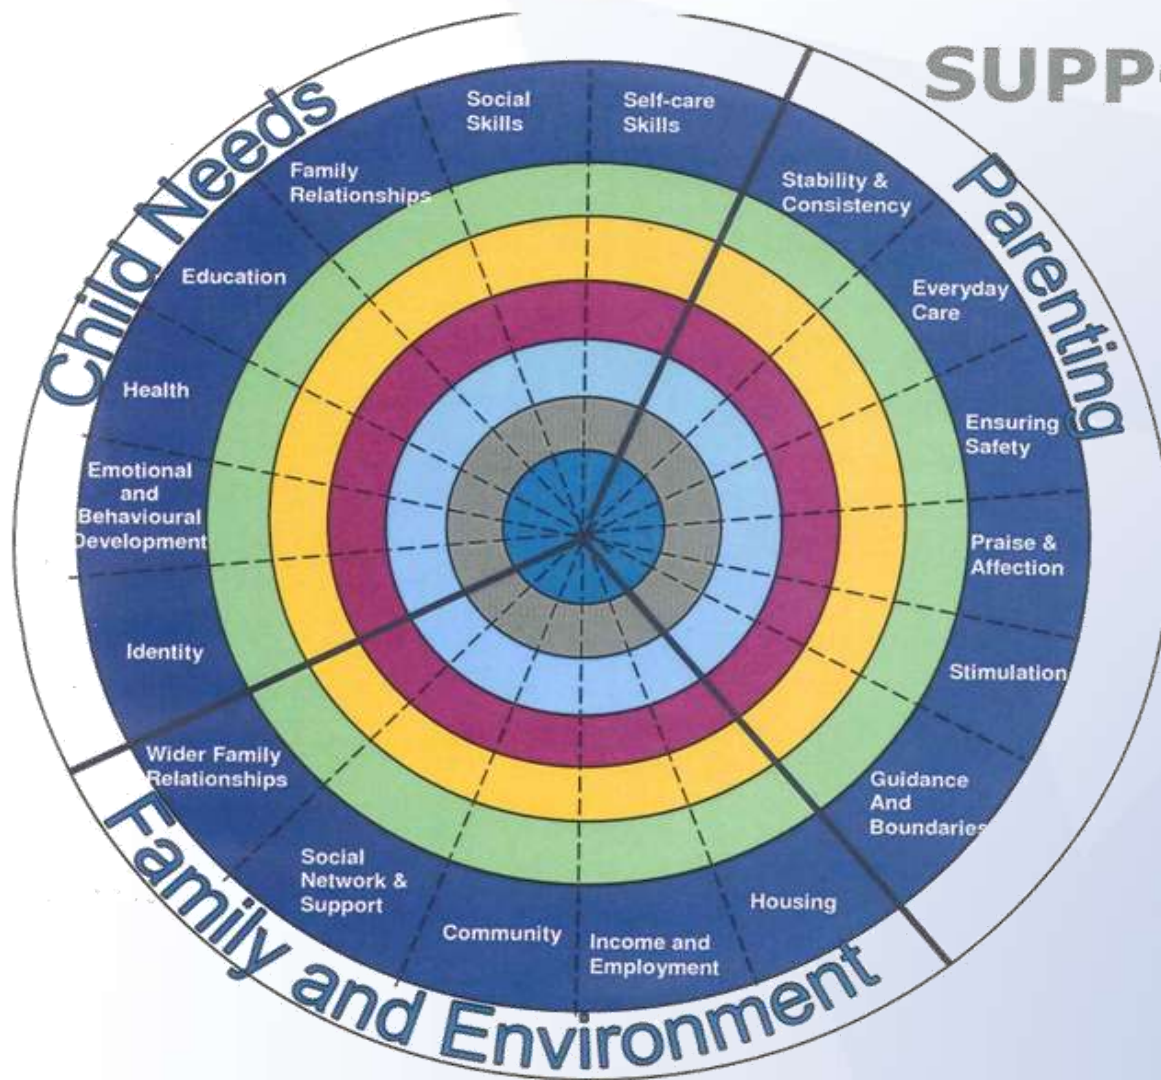 SUPP
Child Needs
Parenting
Family and Environment
Social
Skills
Self-care
Skills
Stability &
Consistency
Everyday
Care
Ensuring
Safety
Praise &
Affection
Stimulation
Guidance
And
Boundaries
Housing
Income and
Employment
Community
Social
Network &
Support
Wider Family
Relationships
Identity
Emotional
and
Behavioural
Development
Health
Education
Family
Relationships